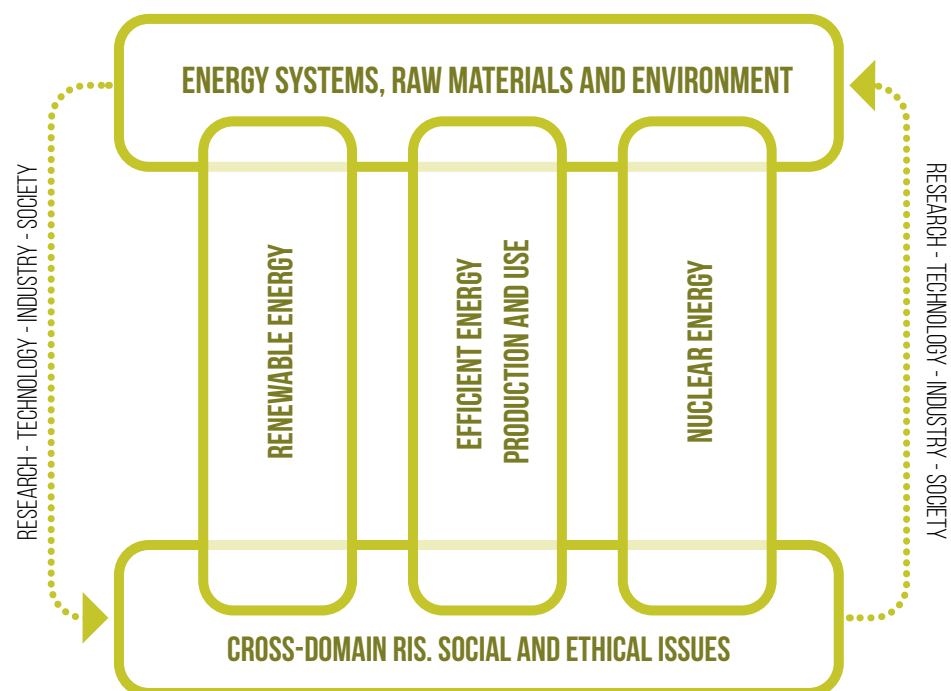 ENERGY SYSTEMS, RAW MATERIALS AND ENVIRONMENT
RESEARCH - TECHNOLOGY - INDUSTRY - SOCIETY
RENEWABLE ENERGY
EFFICIENT ENERGY
PRODUCTION AND USE
NUCLEAR ENERGY
RESEARCH - TECHNOLOGY - INDUSTRY - SOCIETY
CROSS-DOMAIN RIS. SOCIAL AND ETHICAL ISSUES